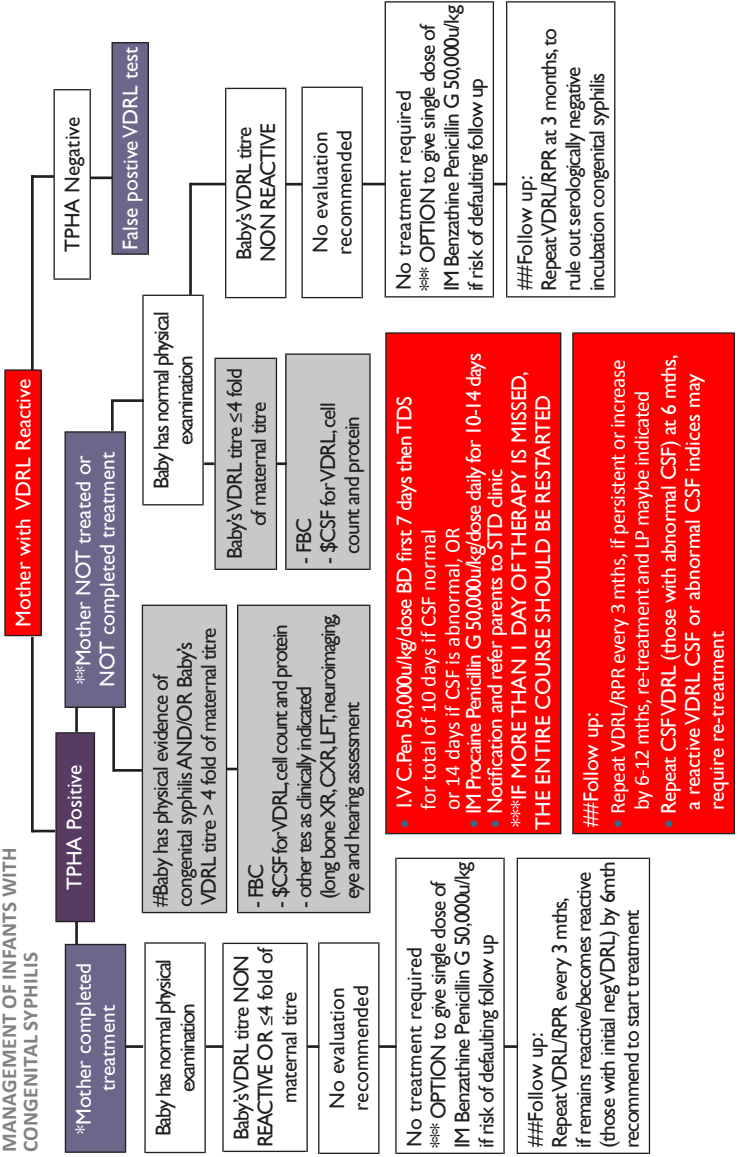 MANAGEMENT OF INFANTS WITH
CONGENITAL SYPHILIS
Mother with VDRL Reactive
TPHA Positive
TPHA Negative
False postive VDRL test
*Mother completed
treatment
Baby has normal physical
examination
Baby's VDRL titre NON
REACTIVE OR ≤4 fold of
maternal titre
No evaluation
recommended
No treatment required
*** OPTION to give single dose of
IM Benzathine Penicillin G 50,000u/kg
if risk of defaulting follow up
##Follow up:
Repeat VDRL/RPR every 3 mths,
if remains reactive/becomes reactive
(those with initial neg VDRL) by 6mth
recommend to start treatment
**Mother NOT treated or
NOT completed treatment
#Baby has physical evidence of
congenital syphilis AND/OR Baby's
VDRL titre > 4 fold of maternal titre
- FBC
- $CSF for VDRL, cell count and protein
- other tes as clinically indicated
(long bone XR, CXR, LFT, neuroimaging,
eye and hearing assessment
Baby has normal physical
examination
Baby's VDRL titre ≤4 fold
of maternal titre
- FBC
- $CSF for VDRL, cell
count and protein
• I.V C.Pen 50,000u/kg/dose BD first 7 days then TDS
for total of 10 days if CSF normal
or 14 days if CSF is abnormal, OR
• IM Procaine Penicillin G 50,000u/kg/dose daily for 10-14 days
• Notification and refer parents to STD clinic
***IF MORE THAN 1 DAY OF THERAPY IS MISSED,
THE ENTIRE COURSE SHOULD BE RESTARTED
##Follow up:
• Repeat VDRL/RPR every 3 mths, if persistent or increase
by 6-12 mths, re-treatment and LP maybe indicated
• Repeat CSF VDRL (those with abnormal CSF) at 6 mths,
a reactive VDRL CSF or abnormal CSF indices may
require re-treatment
Baby's VDRL titre
NON REACTIVE
No evaluation
recommended
No treatment required
*** OPTION to give single dose of
IM Benzathine Penicillin G 50,000u/kg
if risk of defaulting follow up
##Follow up:
Repeat VDRL/RPR at 3 months, to
rule out serologically negative
incubation congenital syphilis